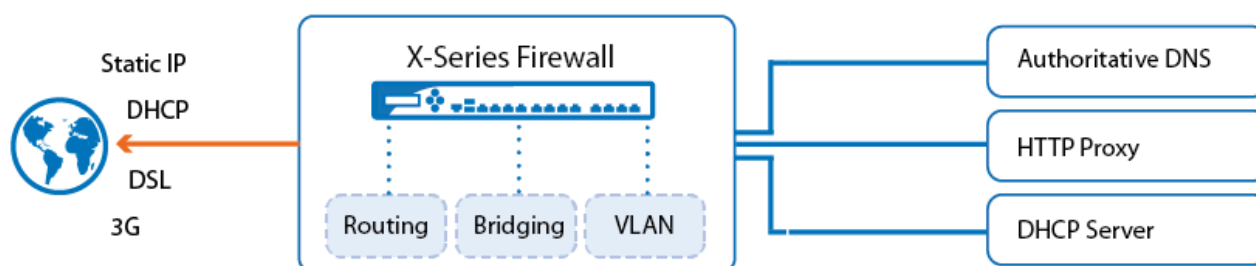 Static IP
DHCP
DSL
3G
X-Series Firewall
Routing
Bridging
VLAN
Authoritative DNS
HTTP Proxy
DHCP Server